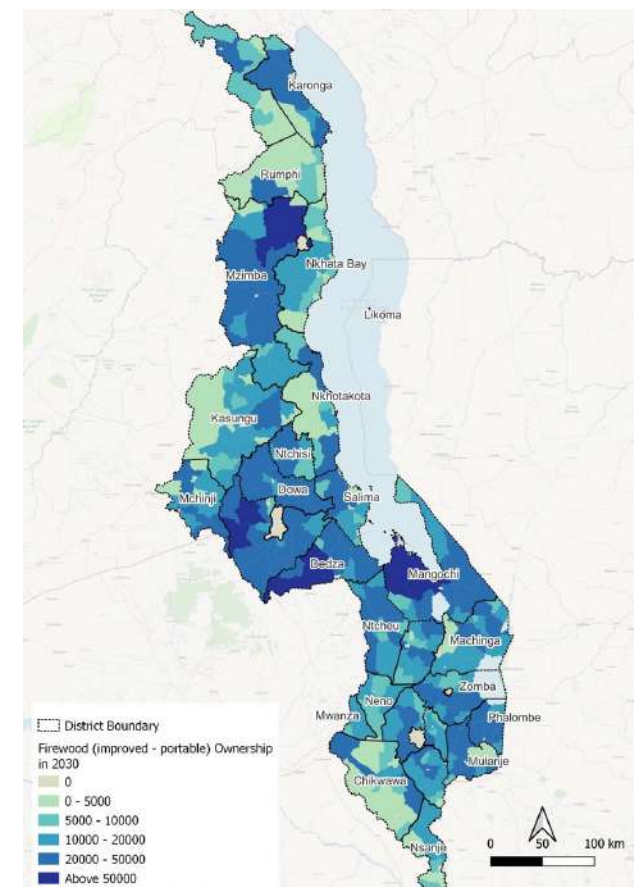 Karonga
Rumphi
Nkhata Bay
Mzimba
Likoma
Nkhotakota
Kasungu
Ntchisi
Dowa
Mchinji
Salima
Dedza
Mangochi
Ntcheu
Machinga
Zomba
Neno
Mwanza
Phalombe
Mulanje
Chikwawa
Nsanje
District Boundary
Firewood (improved - portable) Ownership
in 2030
0
0 - 5000
5000 - 10000
10000 - 20000
20000 - 50000
Above 50000
0 50 100 km